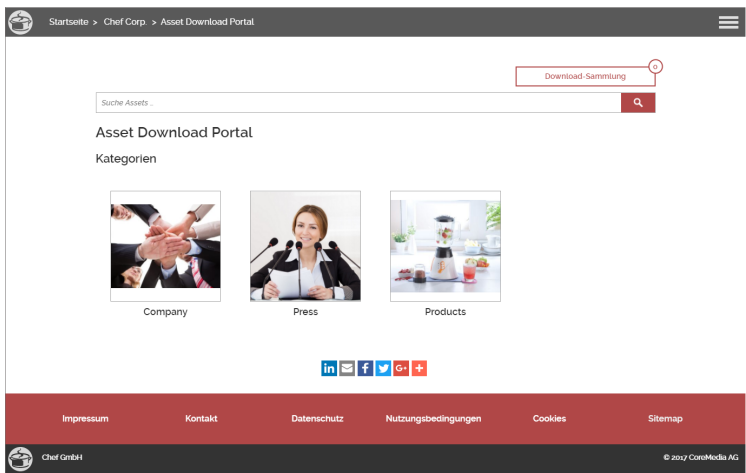 Startseite > Chef Corp. > Asset Download Portal
Download-Sammlung 0
Suche Assets ..
Asset Download Portal
Kategorien
Company Press Products
in f G+ +
Impressum Kontakt Datenschutz Nutzungsbedingungen Cookies Sitemap
Chef GmbH © 2017 CoreMedia AG